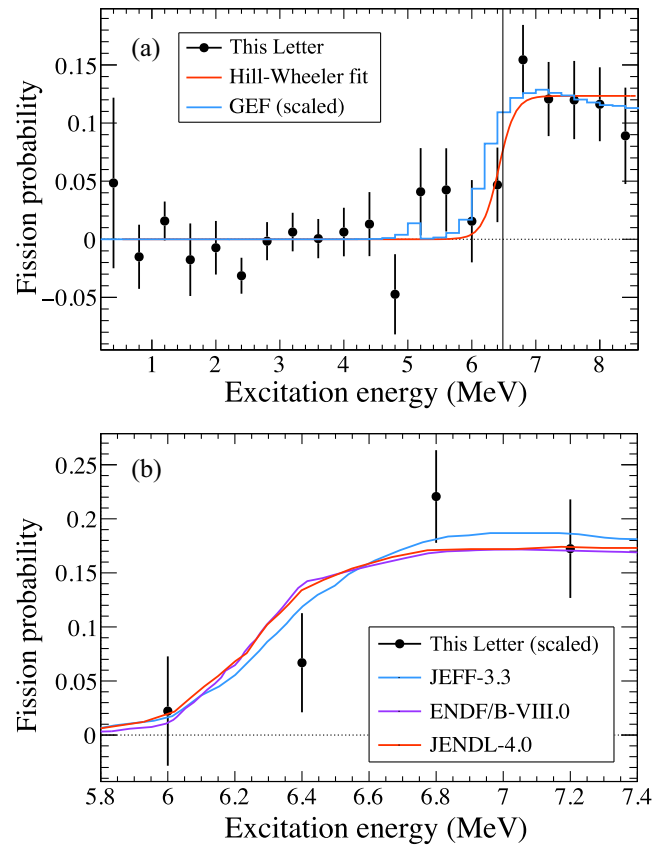 (a)
This Letter
Hill-Wheeler fit
GEF (scaled)
Fission probability
0.15
0.1
0.05
0
−0.05
1 2 3 4 5 6 7 8
Excitation energy (MeV)
(b)
Fission probability
0.25
0.2
0.15
0.1
0.05
0
This Letter (scaled)
JEFF-3.3
ENDF/B-VIII.0
JENDL-4.0
5.8 6 6.2 6.4 6.6 6.8 7 7.2 7.4
Excitation energy (MeV)